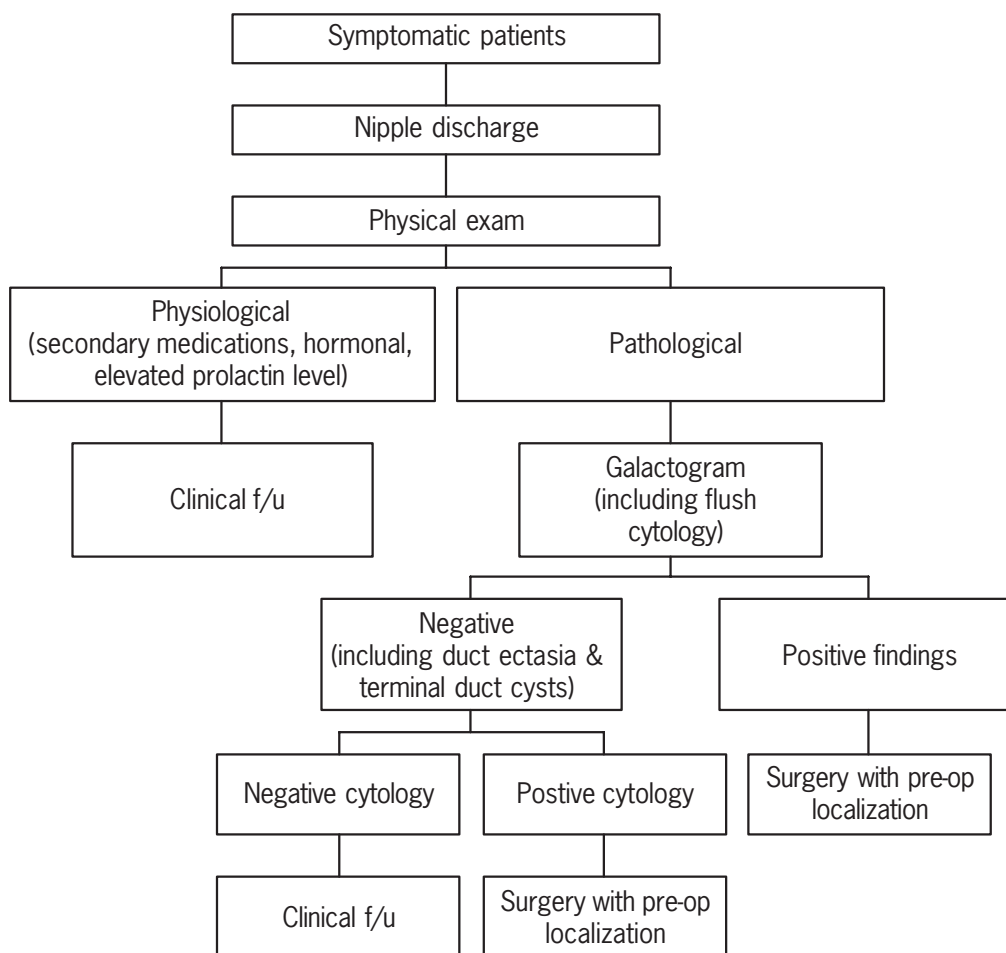 Symptomatic patients
Nipple discharge
Physical exam
Physiological
(secondary medications, hormonal,
elevated prolactin level)
Pathological
Clinical f/u
Galactogram
(including flush
cytology)
Negative
(including duct ectasia &
terminal duct cysts)
Positive findings
Negative cytology
Postive cytology
Surgery with pre-op
localization
Clinical f/u
Surgery with pre-op
localization